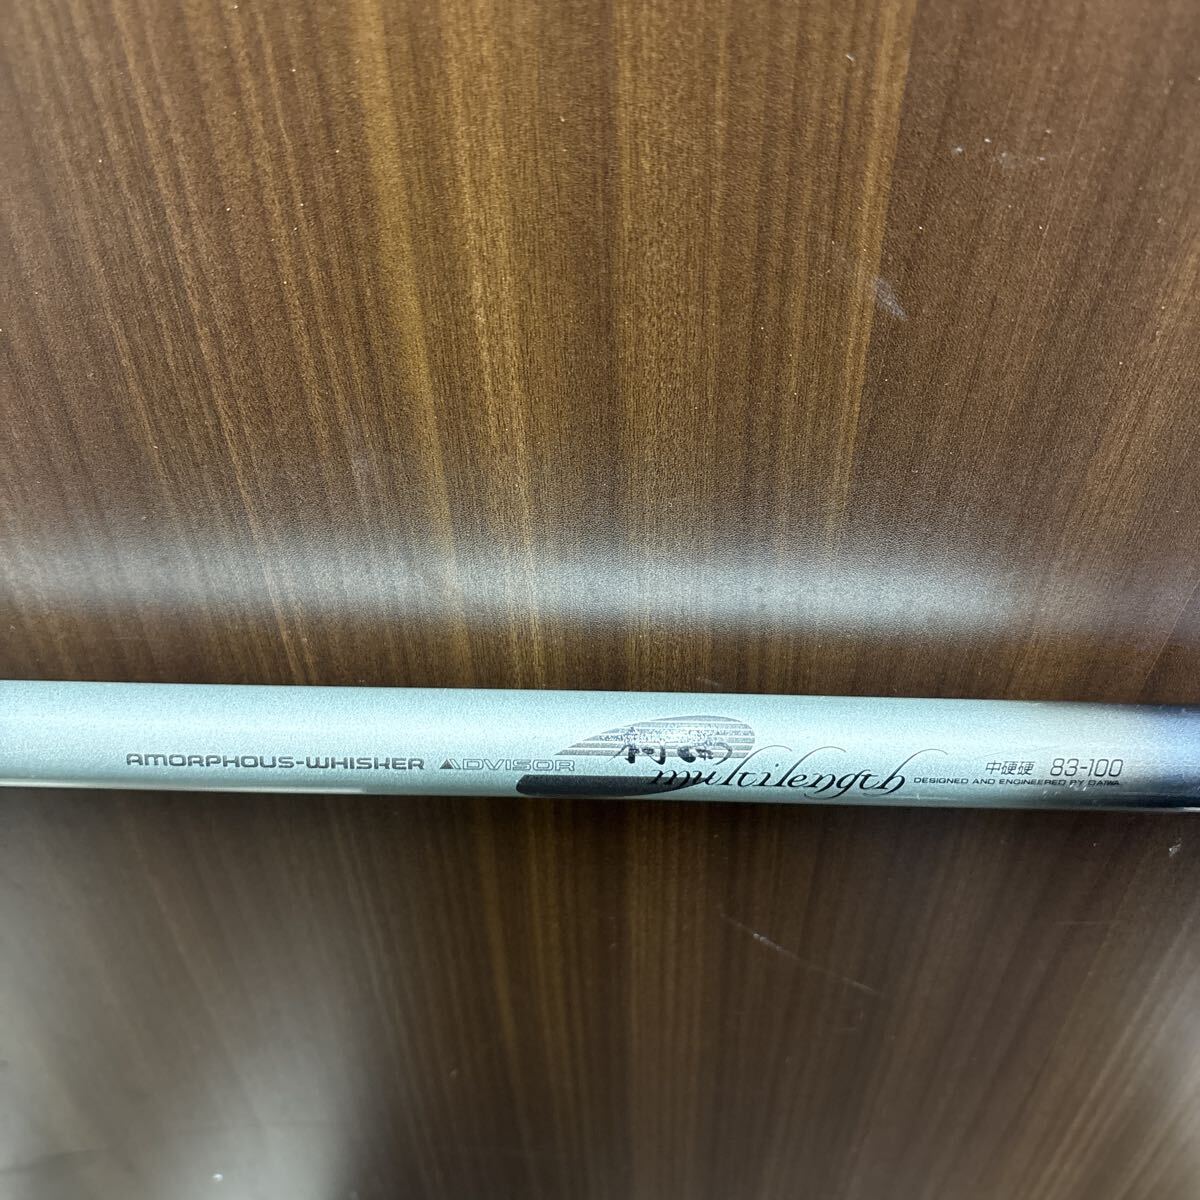 AMORPHOUS-WHISKER ADVISOR
multilength
中硬硬 83-100
DESIGNED AND ENGINEERED BY DAIWA